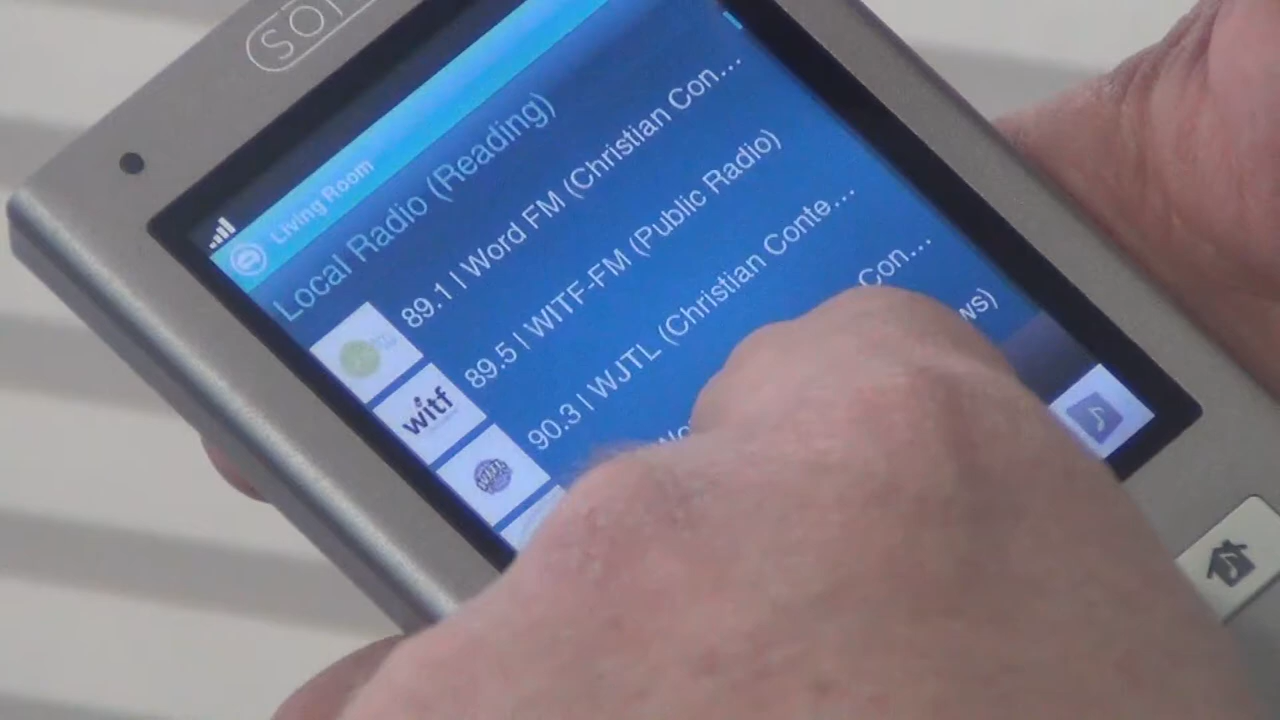 Living Room
Local Radio (Reading)
89.1 | Word FM (Christian Con...
witf
89.5 | WITF-FM (Public Radio)
90.3 | WJTL (Christian Conte...
Con...